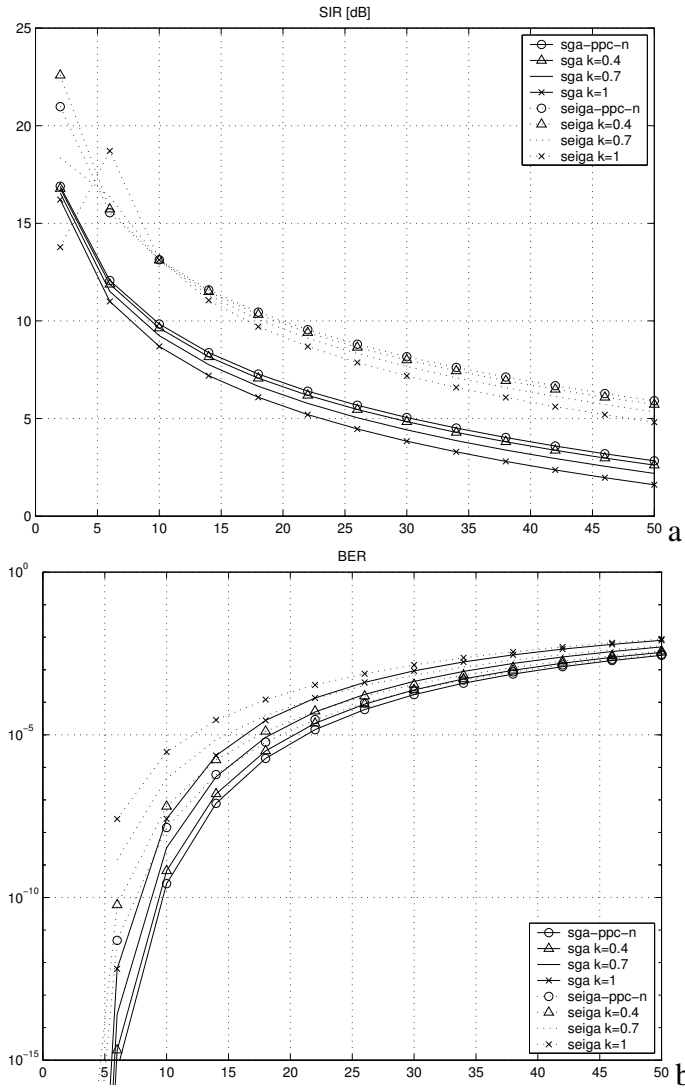 SIR [dB]
25
20
15
10
5
0
sga-ppc-n
sga k=0.4
sga k=0.7
sga k=1
seiga-ppc-n
seiga k=0.4
seiga k=0.7
seiga k=1
0 5 10 15 20 25 30 35 40 45 50
a
BER
10^0
10^-5
10^-10
10^-15
sga-ppc-n
sga k=0.4
sga k=0.7
sga k=1
seiga-ppc-n
seiga k=0.4
seiga k=0.7
seiga k=1
0 5 10 15 20 25 30 35 40 45 50
b